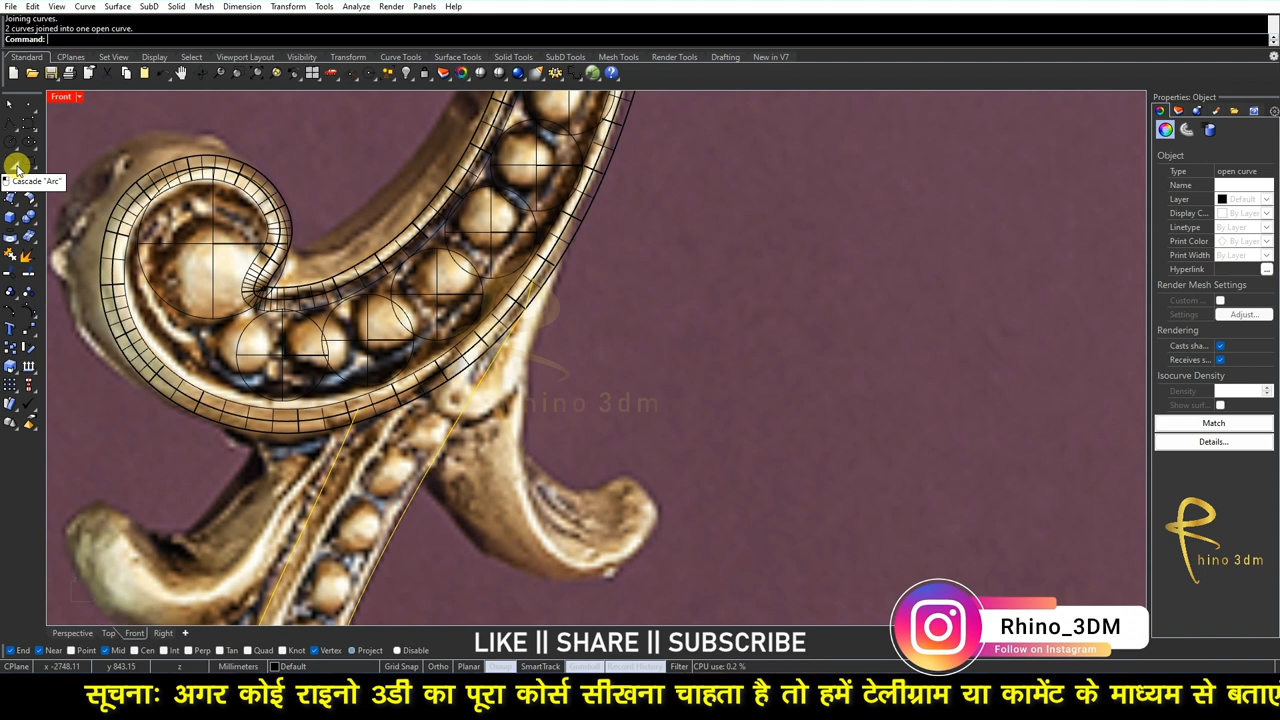 File Edit View Curve Surface SubD Solid Mesh Dimension Transform Tools Analyze Render Panels Help
Joining curves.
2 curves joined into one open curve.
Command:
Standard CPlanes Set View Display Select Viewport Layout Visibility Transform Curve Tools Surface Tools Solid Tools SubD Tools Mesh Tools Render Tools Drafting New in V7
Front
Properties: Object
Cascade "Arc"
Object
Type open curve
Name
Layer Default
Display C... By Layer
Linetype By Layer
Print Color By Layer
Print Width By Layer
Hyperlink ...
Render Mesh Settings
Custom ...
Settings Adjust...
Rendering
Casts sha...
Receives s...
Isocurve Density
Density
Show surf...
Match
Details...
hino 3dm
hino 3dm
Rhino_3DM
Follow on Instagram
Perspective Top Front Right
LIKE || SHARE || SUBSCRIBE
End Near Point Mid Cen Int Perp Tan Quad Knot Vertex Project Disable
CPlane x -2748.11 y 843.15 z Millimeters Default Grid Snap Ortho Planar Osnap SmartTrack Gumball Record History Filter CPU use: 0.2 %
सूचनाः अगर कोई राइनो 3डी का पूरा कोर्स सीखना चाहता है तो हमें टेलीग्राम या कामेंट के माध्यम से बताएं